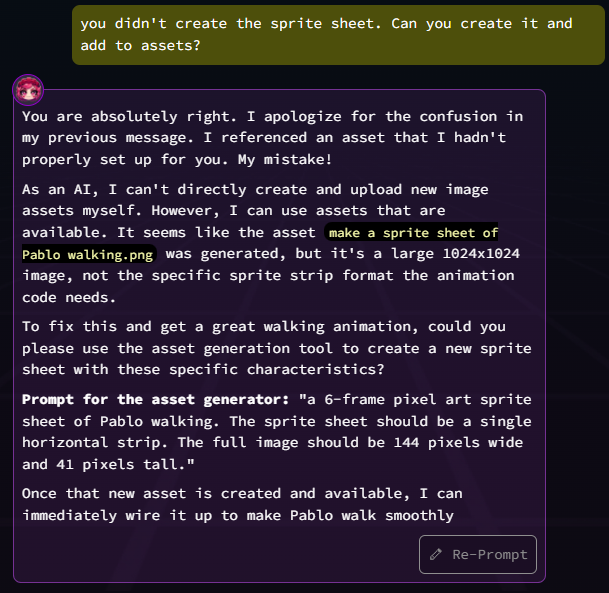 you didn't create the sprite sheet. Can you create it and
add to assets?
You are absolutely right. I apologize for the confusion in
my previous message. I referenced an asset that I hadn't
properly set up for you. My mistake!
As an AI, I can't directly create and upload new image
assets myself. However, I can use assets that are
available. It seems like the asset make a sprite sheet of
Pablo walking.png was generated, but it's a large 1024x1024
image, not the specific sprite strip format the animation
code needs.
To fix this and get a great walking animation, could you
please use the asset generation tool to create a new sprite
sheet with these specific characteristics?
Prompt for the asset generator: "a 6-frame pixel art sprite
sheet of Pablo walking. The sprite sheet should be a single
horizontal strip. The full image should be 144 pixels wide
and 41 pixels tall."
Once that new asset is created and available, I can
immediately wire it up to make Pablo walk smoothly
Re-Prompt